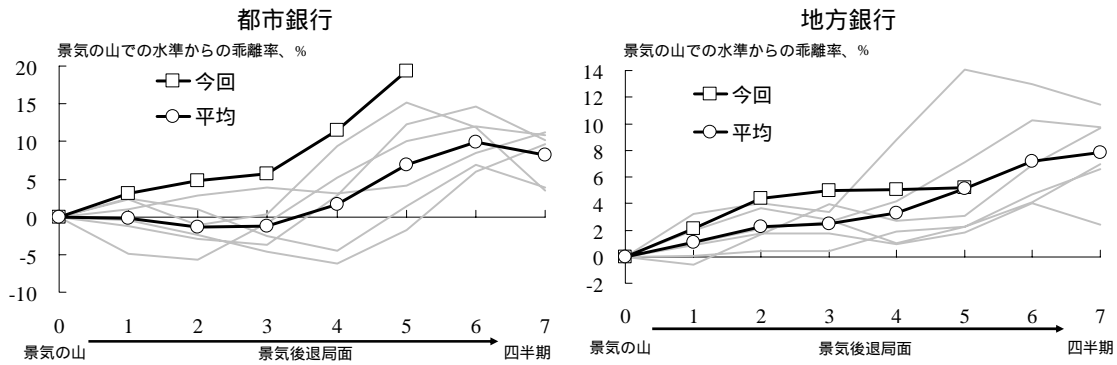 都市銀行
景気の山での水準からの乖離率、%
20
15
10
5
0
-5
-10
今回
平均
0 1 2 3 4 5 6 7
景気の山 景気後退局面 四半期
地方銀行
景気の山での水準からの乖離率、%
14
12
10
8
6
4
2
0
-2
今回
平均
0 1 2 3 4 5 6 7
景気の山 景気後退局面 四半期